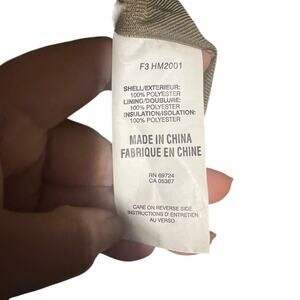 F3 HM2001
SHELL/EXTERIEUR:
100% POLYESTER
LINING/DOUBLURE:
100% POLYESTER
INSULATION/ISOLATION:
100% POLYESTER
MADE IN CHINA
FABRIQUE EN CHINE
RN 69724
CA 05367
CARE ON REVERSE SIDE
INSTRUCTIONS D' ENTRETIEN
AU VERSO